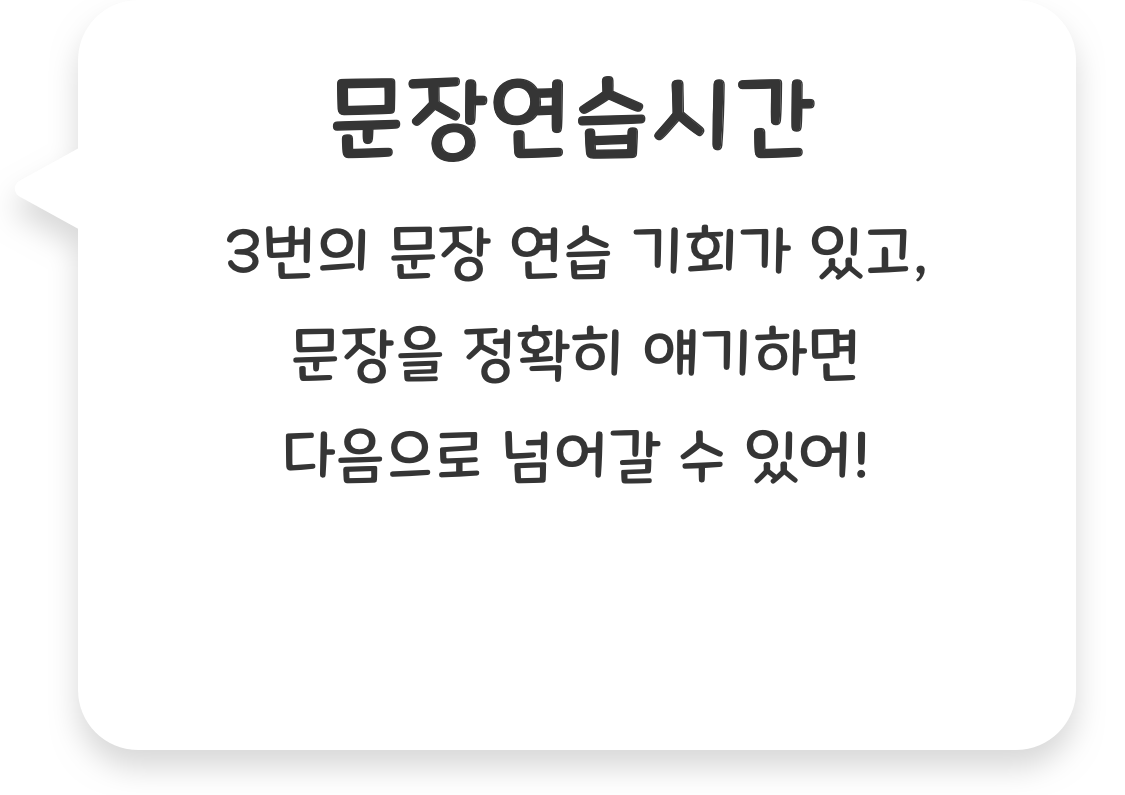 문장연습시간
3번의 문장 연습 기회가 있고,
문장을 정확히 얘기하면
다음으로 넘어갈 수 있어!